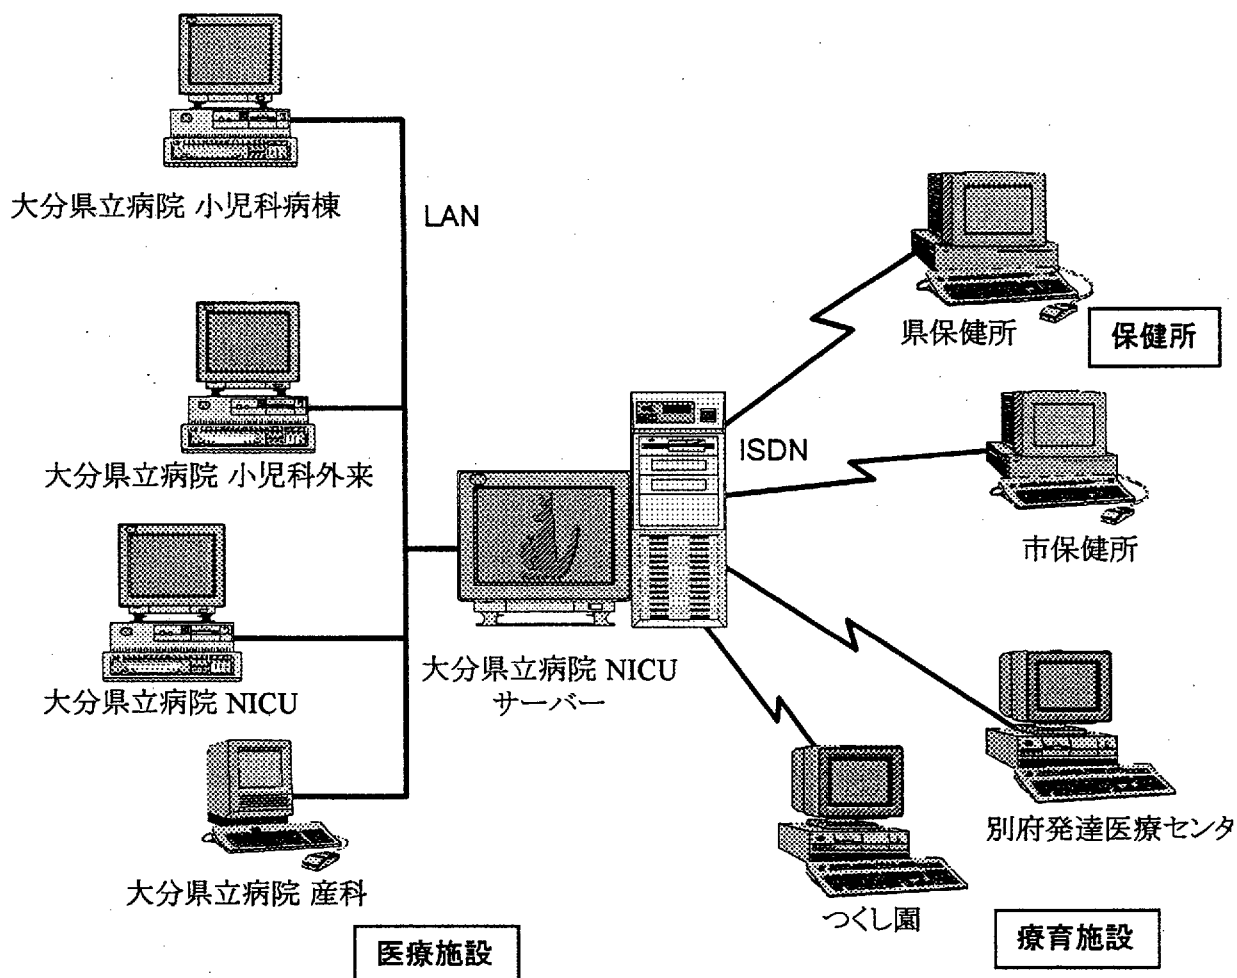 大分県立病院 小児科病棟
LAN
県保健所
保健所
大分県立病院 小児科外来
ISDN
市保健所
大分県立病院 NICU
大分県立病院 NICU
サーバー
別府発達医療センタ
大分県立病院 産科
つくし園
医療施設
療育施設